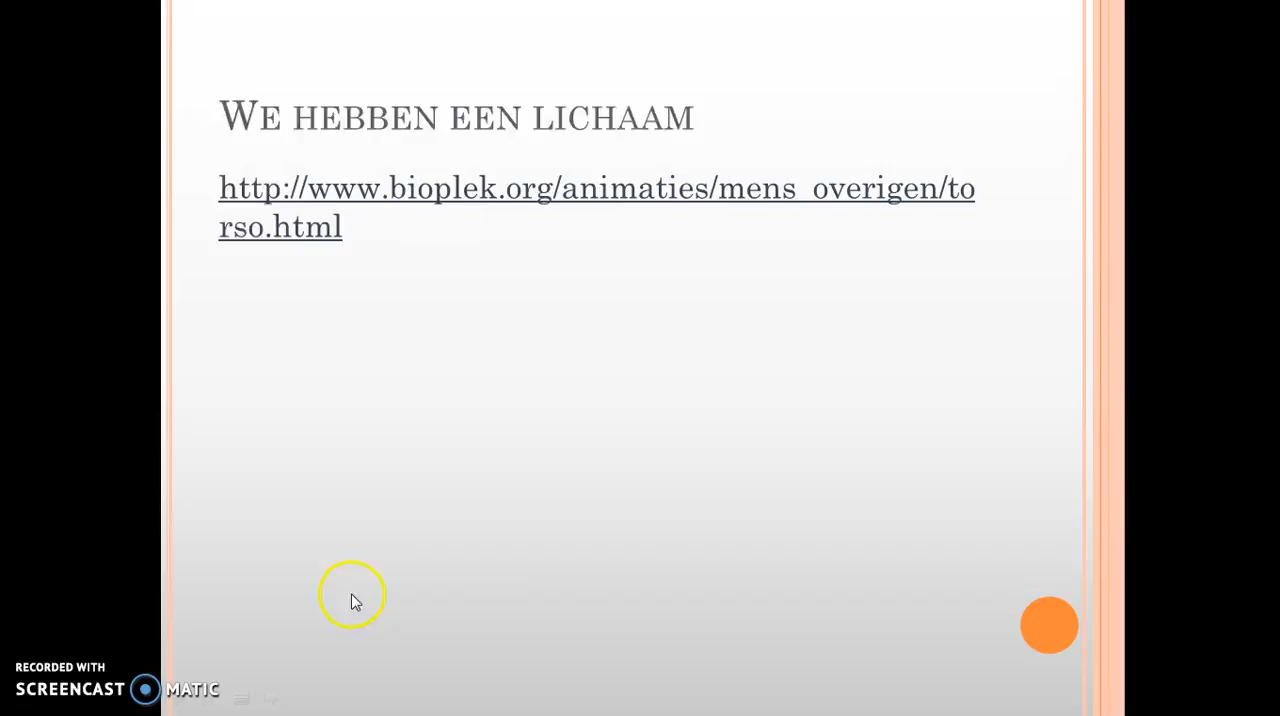 We hebben een lichaam
http://www.bioplek.org/animaties/mens_overigen/to
rso.html
RECORDED WITH
SCREENCAST MATIC